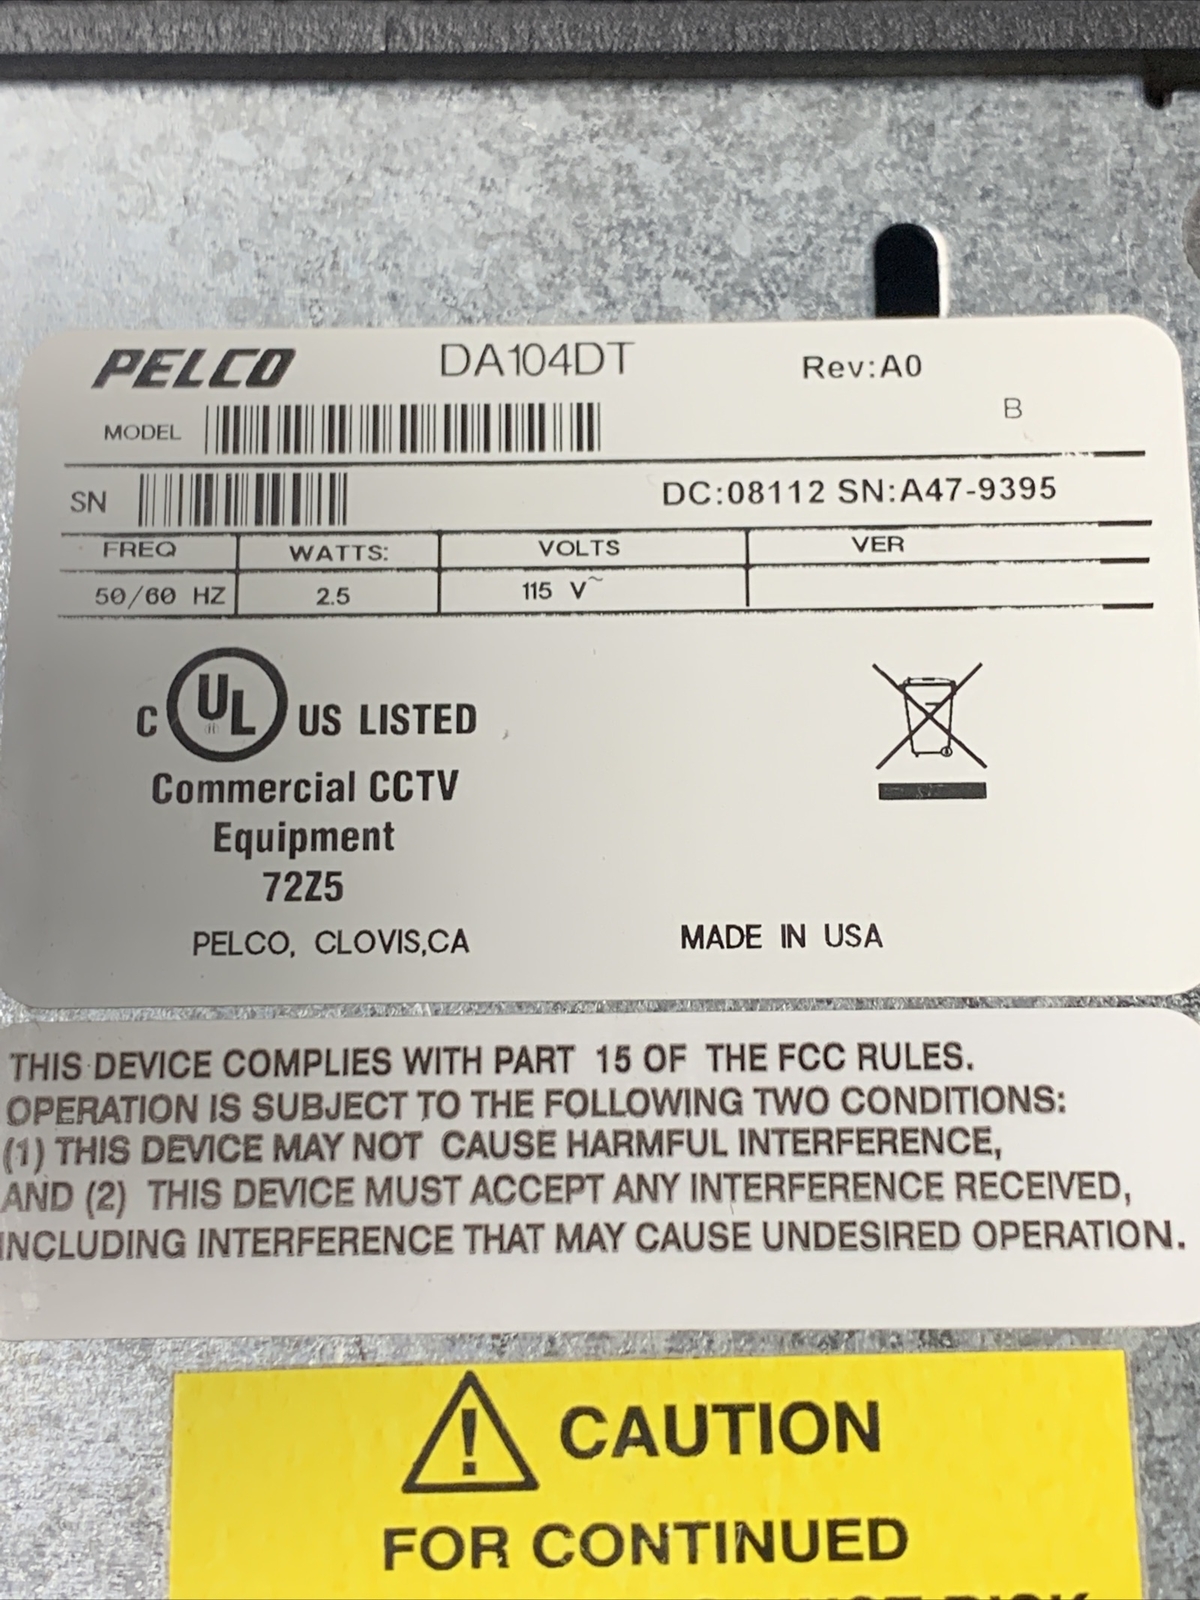 PELCO DA104DT Rev:A0
B
MODEL
SN DC:08112 SN:A47-9395
FREQ WATTS: VOLTS VER
50/60 HZ 2.5 115 V~
C UL US LISTED
Commercial CCTV
Equipment
72Z5
PELCO, CLOVIS,CA MADE IN USA
THIS DEVICE COMPLIES WITH PART 15 OF THE FCC RULES.
OPERATION IS SUBJECT TO THE FOLLOWING TWO CONDITIONS:
(1) THIS DEVICE MAY NOT CAUSE HARMFUL INTERFERENCE,
AND (2) THIS DEVICE MUST ACCEPT ANY INTERFERENCE RECEIVED,
INCLUDING INTERFERENCE THAT MAY CAUSE UNDESIRED OPERATION.
CAUTION
FOR CONTINUED